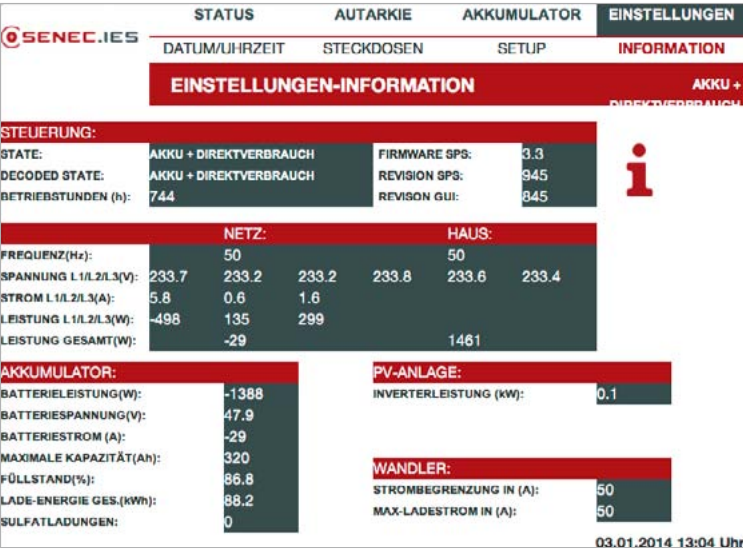 STATUS AUTARKIE AKKUMULATOR EINSTELLUNGEN
SENEC.IES
DATUM/UHRZEIT STECKDOSEN SETUP INFORMATION
EINSTELLUNGEN-INFORMATION AKKU +
DIREKTVERBRAUCH
STEUERUNG:
STATE: AKKU + DIREKTVERBRAUCH FIRMWARE SPS: 3.3
DECODED STATE: AKKU + DIREKTVERBRAUCH REVISION SPS: 945
BETRIEBSTUNDEN (h): 744 REVISON GUI: 845
NETZ: HAUS:
FREQUENZ(Hz): 50 50
SPANNUNG L1/L2/L3(V): 233.7 233.2 233.2 233.8 233.6 233.4
STROM L1/L2/L3(A): 5.8 0.6 1.6
LEISTUNG L1/L2/L3(W): -498 135 299
LEISTUNG GESAMT(W): -29 1461
AKKUMULATOR: PV-ANLAGE:
BATTERIELEISTUNG(W): -1388 INVERTERLEISTUNG (kW): 0.1
BATTERIESPANNUNG(V): 47.9
BATTERIESTROM (A): -29
MAXIMALE KAPAZITÄT(Ah): 320
FÜLLSTAND(%): 86.8 WANDLER:
LADE-ENERGIE GES.(kWh): 88.2 STROMBEGRENZUNG IN (A): 50
SULFATLADUNGEN: 0 MAX-LADESTROM IN (A): 50
03.01.2014 13:04 Uhr